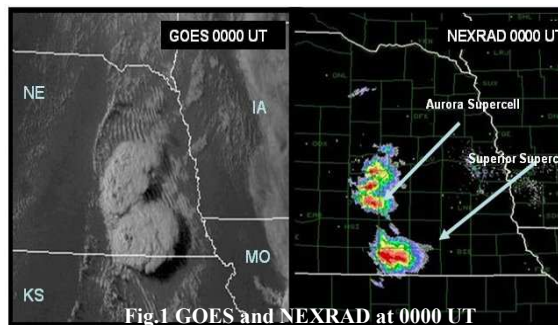 GOES 0000 UT
NE
IA
MO
KS
NEXRAD 0000 UT
Aurora Supercell
Superior Superc
Fig.1 GOES and NEXRAD at 0000 UT